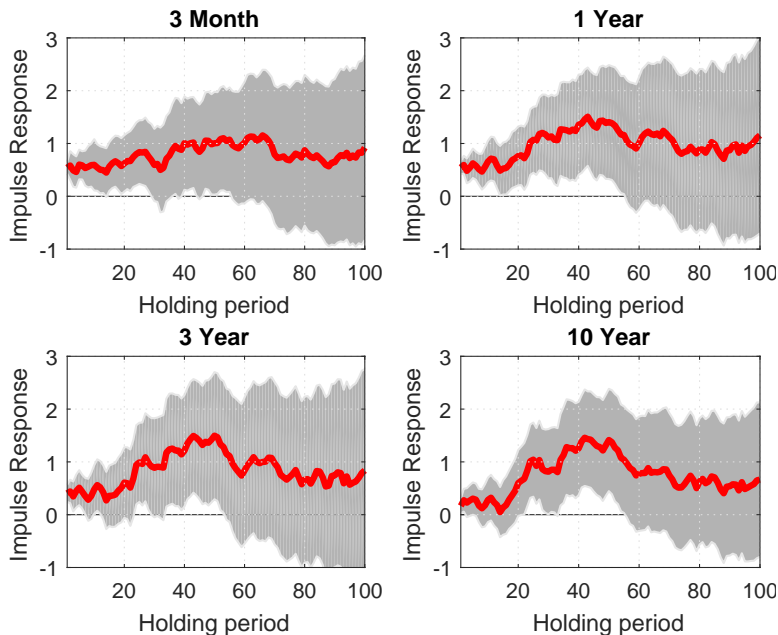 3 Month
1 Year
Impulse Response
3
2
1
0
-1
20 40 60 80 100
Holding period
Impulse Response
3
2
1
0
-1
20 40 60 80 100
Holding period
3 Year
10 Year
Impulse Response
3
2
1
0
-1
20 40 60 80 100
Holding period
Impulse Response
3
2
1
0
-1
20 40 60 80 100
Holding period